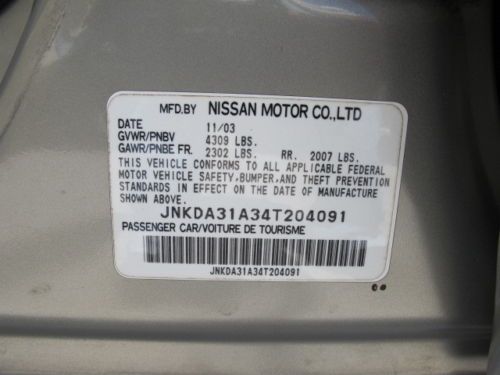 MFD.BY NISSAN MOTOR CO.,LTD
DATE 11/03
GVWR/PNBV 4309 LBS.
GAWR/PNBE FR. 2302 LBS. RR. 2007 LBS.
THIS VEHICLE CONFORMS TO ALL APPLICABLE FEDERAL
MOTOR VEHICLE SAFETY,BUMPER,AND THEFT PREVENTION
STANDARDS IN EFFECT ON THE DATE OF MANUFACTURE
SHOWN ABOVE.
JNKDA31A34T204091
PASSENGER CAR/VOITURE DE TOURISME
JNKDA31A34T204091